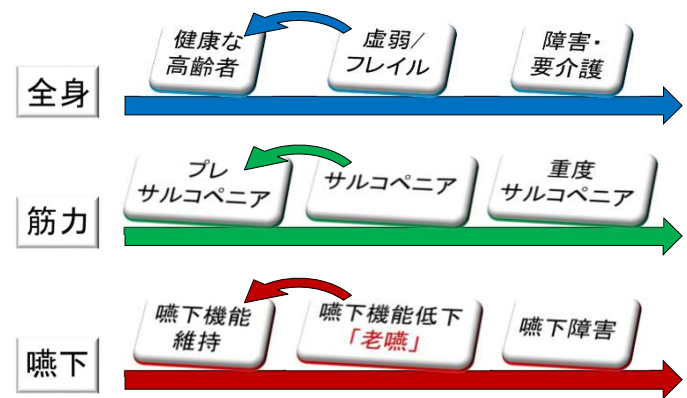 健康な
高齢者
虚弱/
フレイル
障害・
要介護
全身
プレ
サルコペニア
サルコペニア
重度
サルコペニア
筋力
嚥下機能
維持
嚥下機能低下
「老嚥」
嚥下障害
嚥下